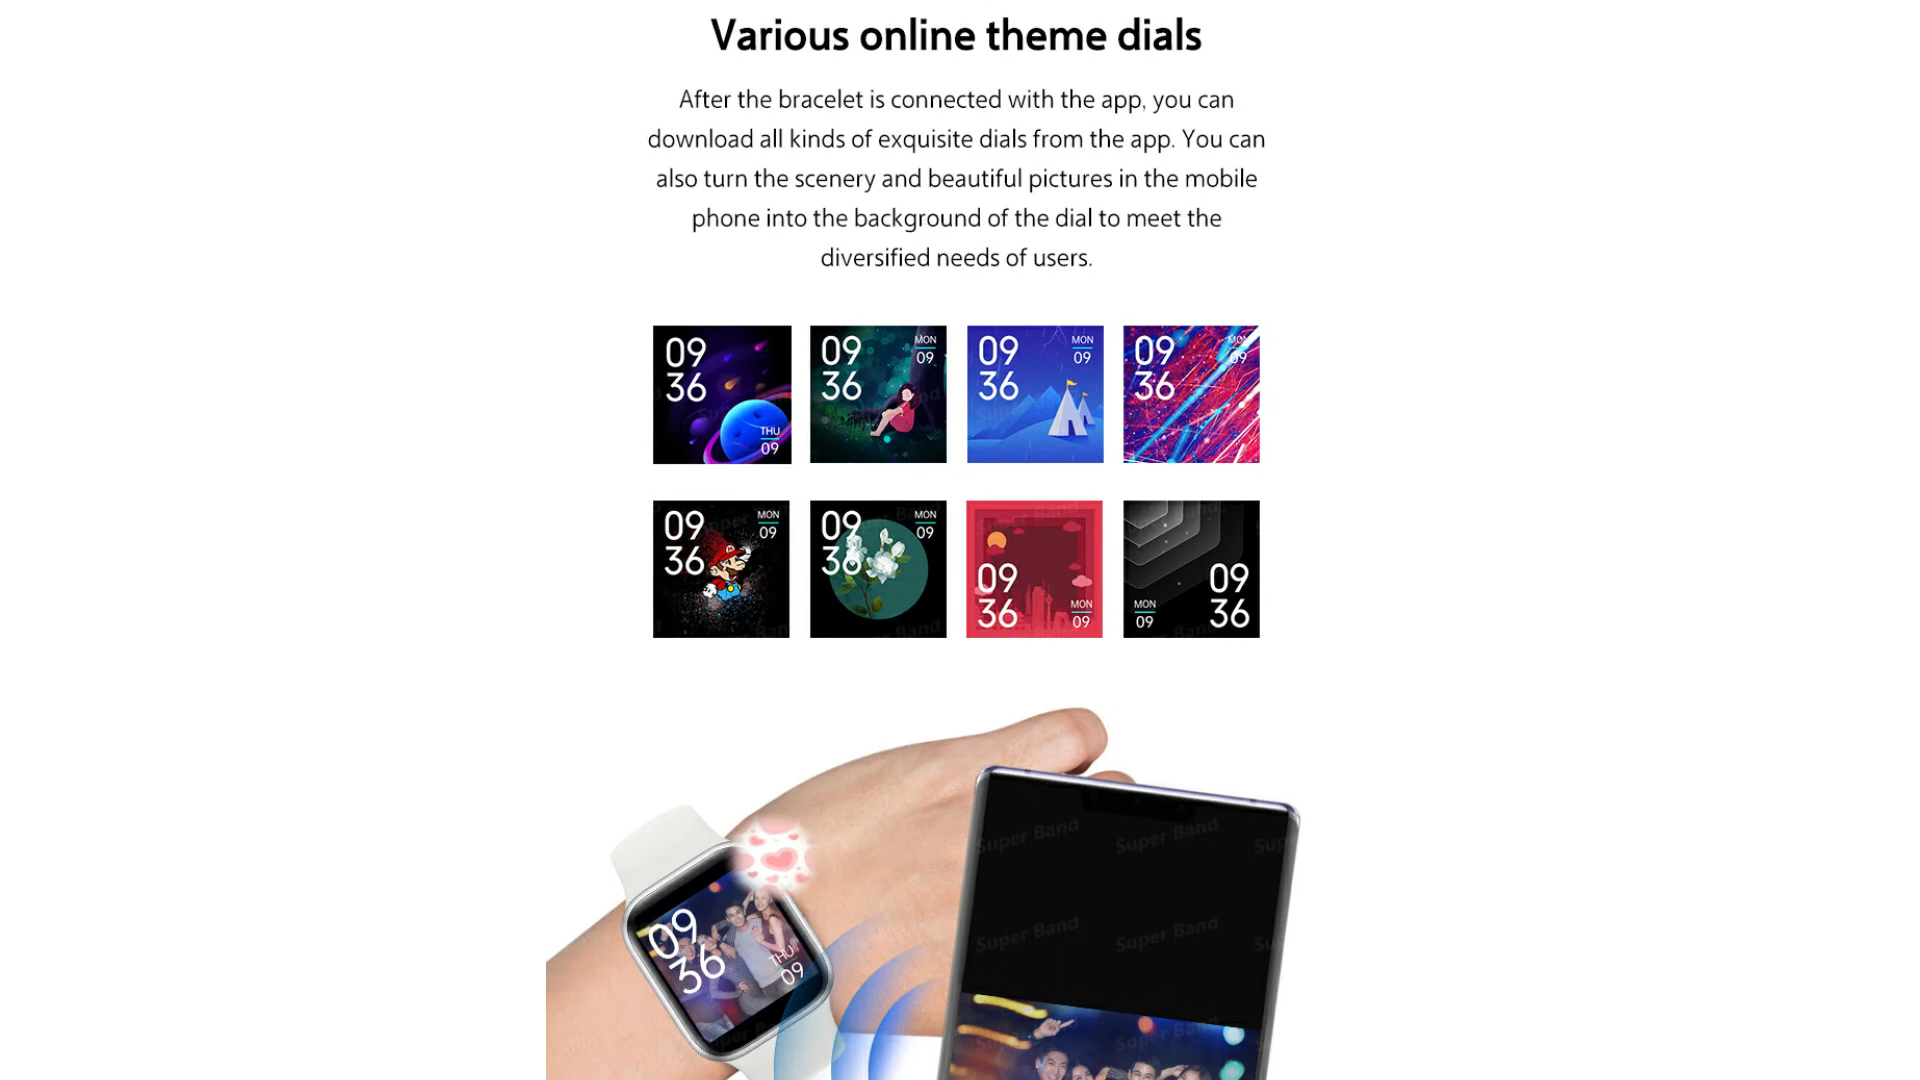 Various online theme dials
After the bracelet is connected with the app, you can
download all kinds of exquisite dials from the app. You can
also turn the scenery and beautiful pictures in the mobile
phone into the background of the dial to meet the
diversified needs of users.
09
36
THU
09
09
36
MON
09
09
36
MON
09
09
36
MON
09
09
36
MON
09
09
36
MON
09
09
36
MON
09
MON
09
09
36
09
36
THU
09
Super Band
Super Band
Super Band
Super Band
Super Band